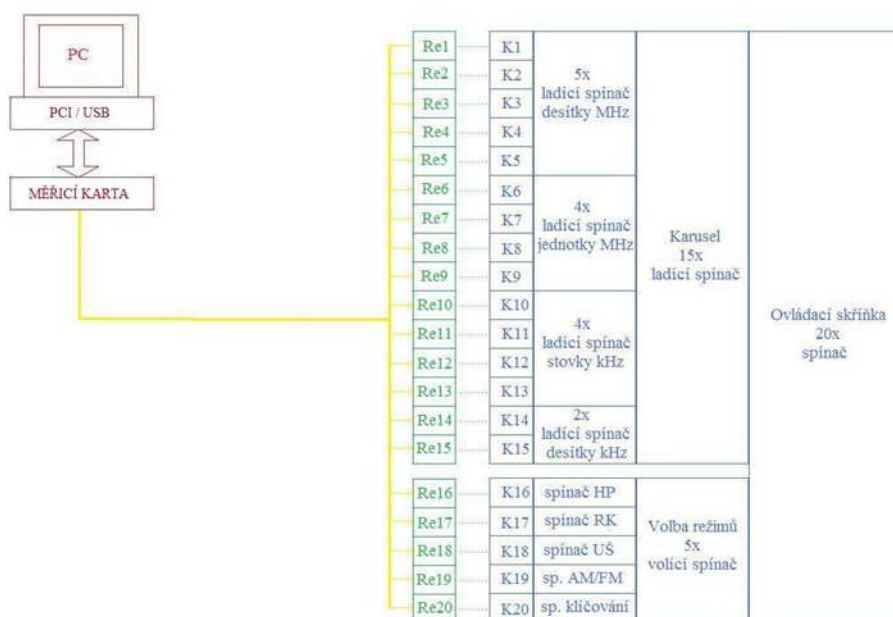 PC
PCI / USB
MĚŘICÍ KARTA
Re1
Re2
Re3
Re4
Re5
Re6
Re7
Re8
Re9
Re10
Re11
Re12
Re13
Re14
Re15
Re16
Re17
Re18
Re19
Re20
K1
K2
K3
K4
K5
K6
K7
K8
K9
K10
K11
K12
K13
K14
K15
K16
K17
K18
K19
K20
5x
ladící spínač
desítky MHz
4x
ladící spínač
jednotky MHz
4x
ladící spínač
stovky kHz
2x
ladící spínač
desítky kHz
spínač HP
spínač RK
spínač UŠ
sp. AM/FM
sp. klíčování
Karusel
15x
ladící spínač
Volba režimů
5x
volící spínač
Ovládací skříňka
20x
spínač